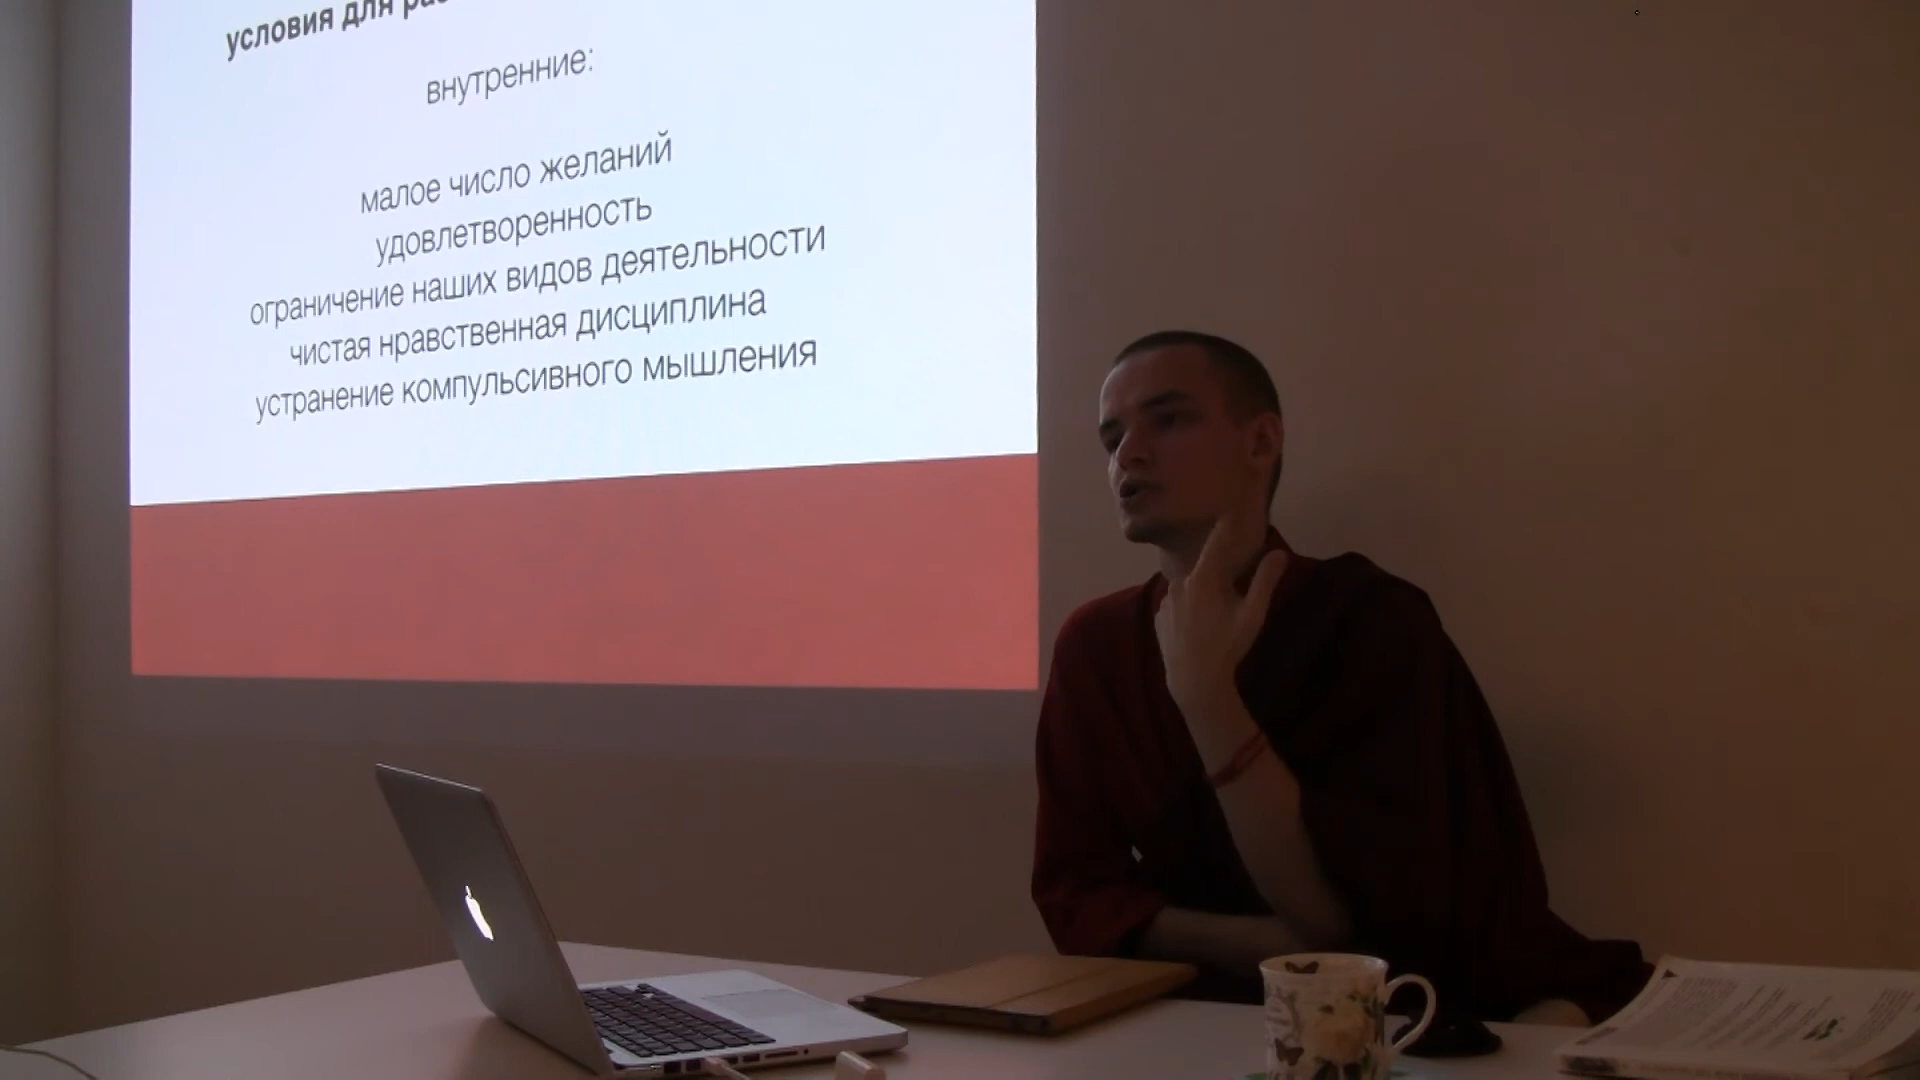 условия для
внутренние:
малое число желаний
удовлетворенность
ограничение наших видов деятельности
чистая нравственная дисциплина
устранение компульсивного мышления